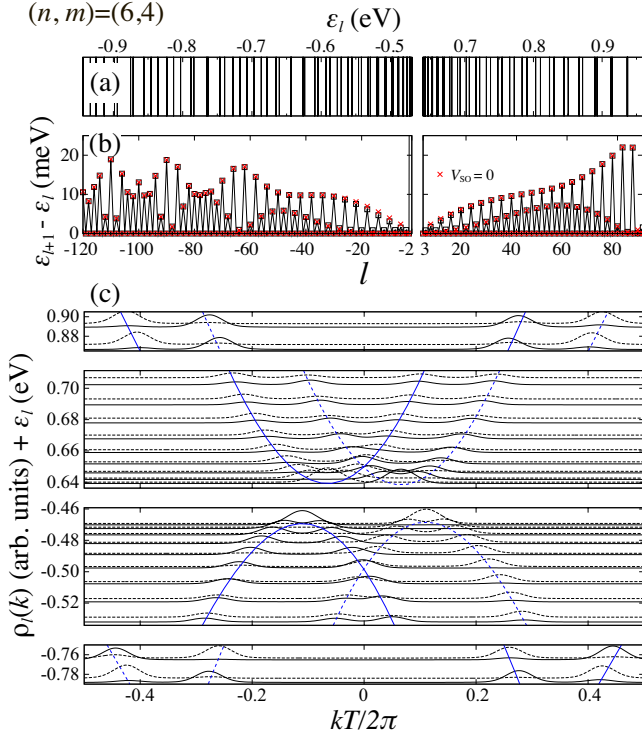 (n, m)=(6,4)
ε_l (eV)
-0.9 -0.8 -0.7 -0.6 -0.5 0.7 0.8 0.9
(a)
(b)
ε_{l+1} - ε_l (meV)
20
10
0
× V_SO = 0
-120 -100 -80 -60 -40 -20 -2 3 20 40 60 80
l
(c)
ρ_l(k) (arb. units) + ε_l (eV)
0.90
0.88
0.70
0.68
0.66
0.64
-0.46
-0.48
-0.50
-0.52
-0.76
-0.78
-0.4 -0.2 0 0.2 0.4
kT/2π